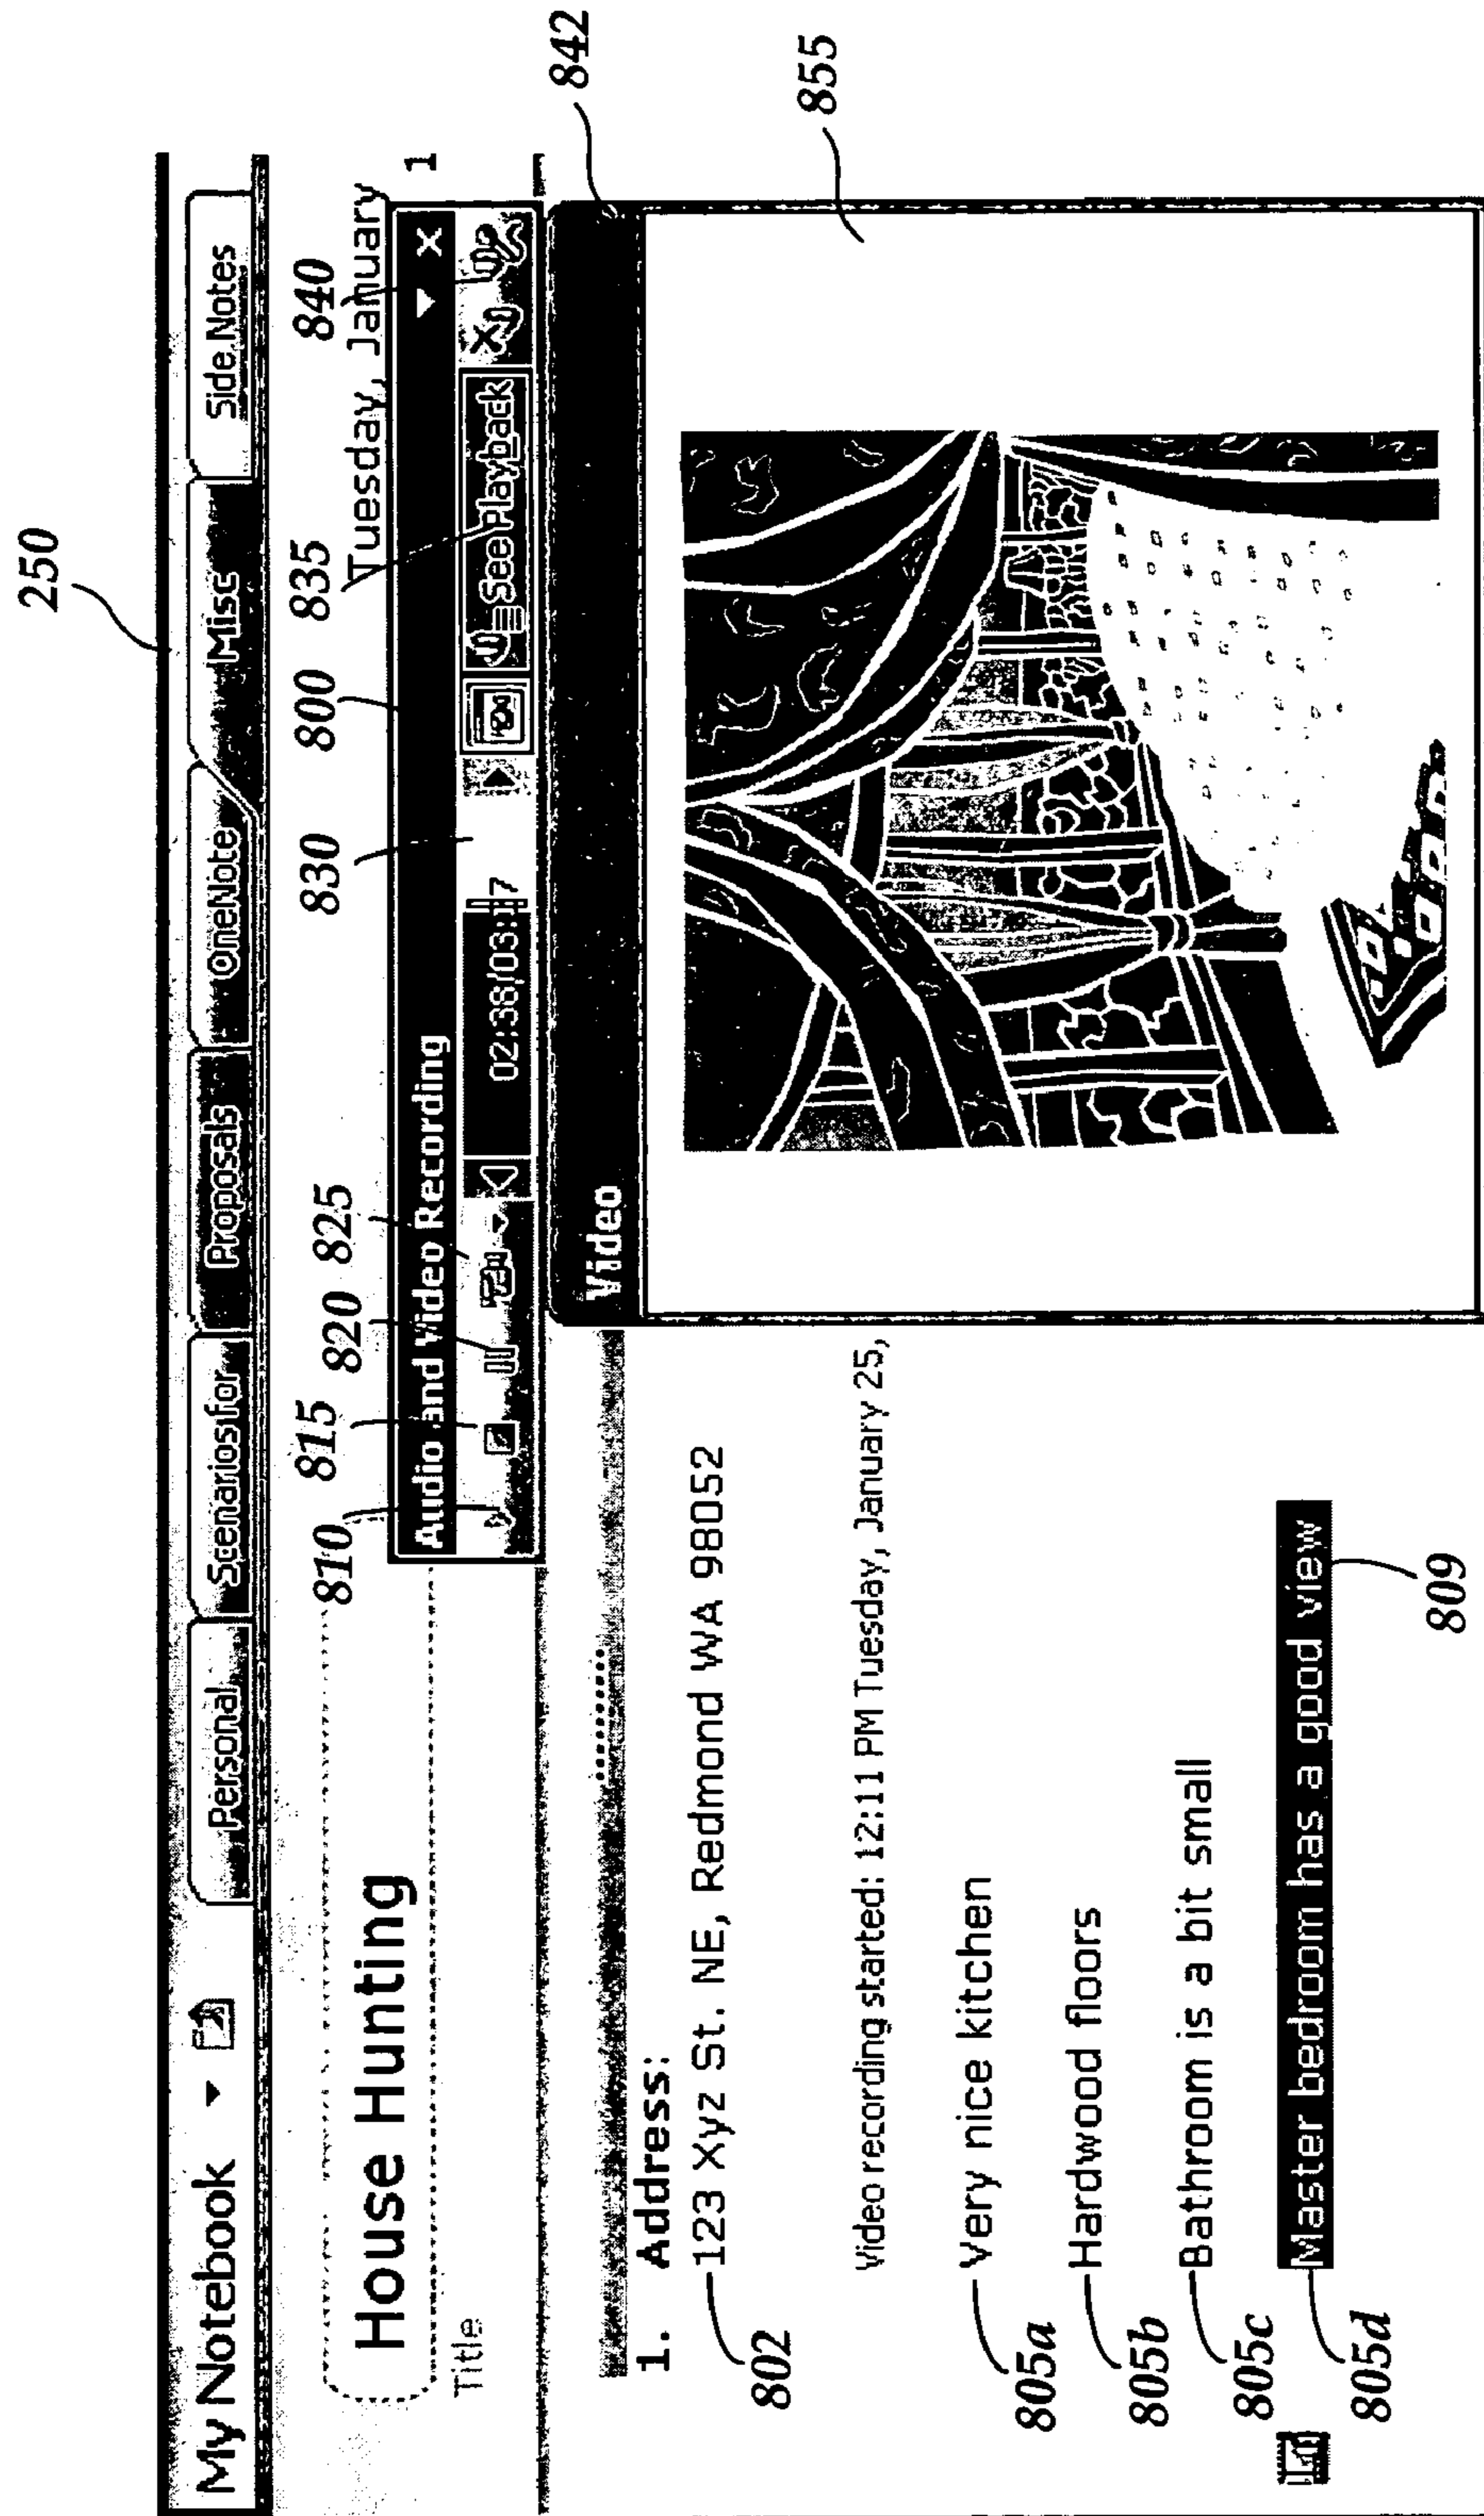 250
My Notebook Personal Scenarios for Proposals OneNote Misc Side Notes
810 815 820 825 830 800 835 840
House Hunting
Tuesday, January
1
Title
Audio and Video Recording
X
02:38/03:17
See Playback
842
Video
855
1. Address:
802 123 Xyz St. NE, Redmond WA 98052
Video recording started: 12:11 PM Tuesday, January 25,
805a Very nice kitchen
805b Hardwood floors
805c Bathroom is a bit small
805d Master bedroom has a good view
809